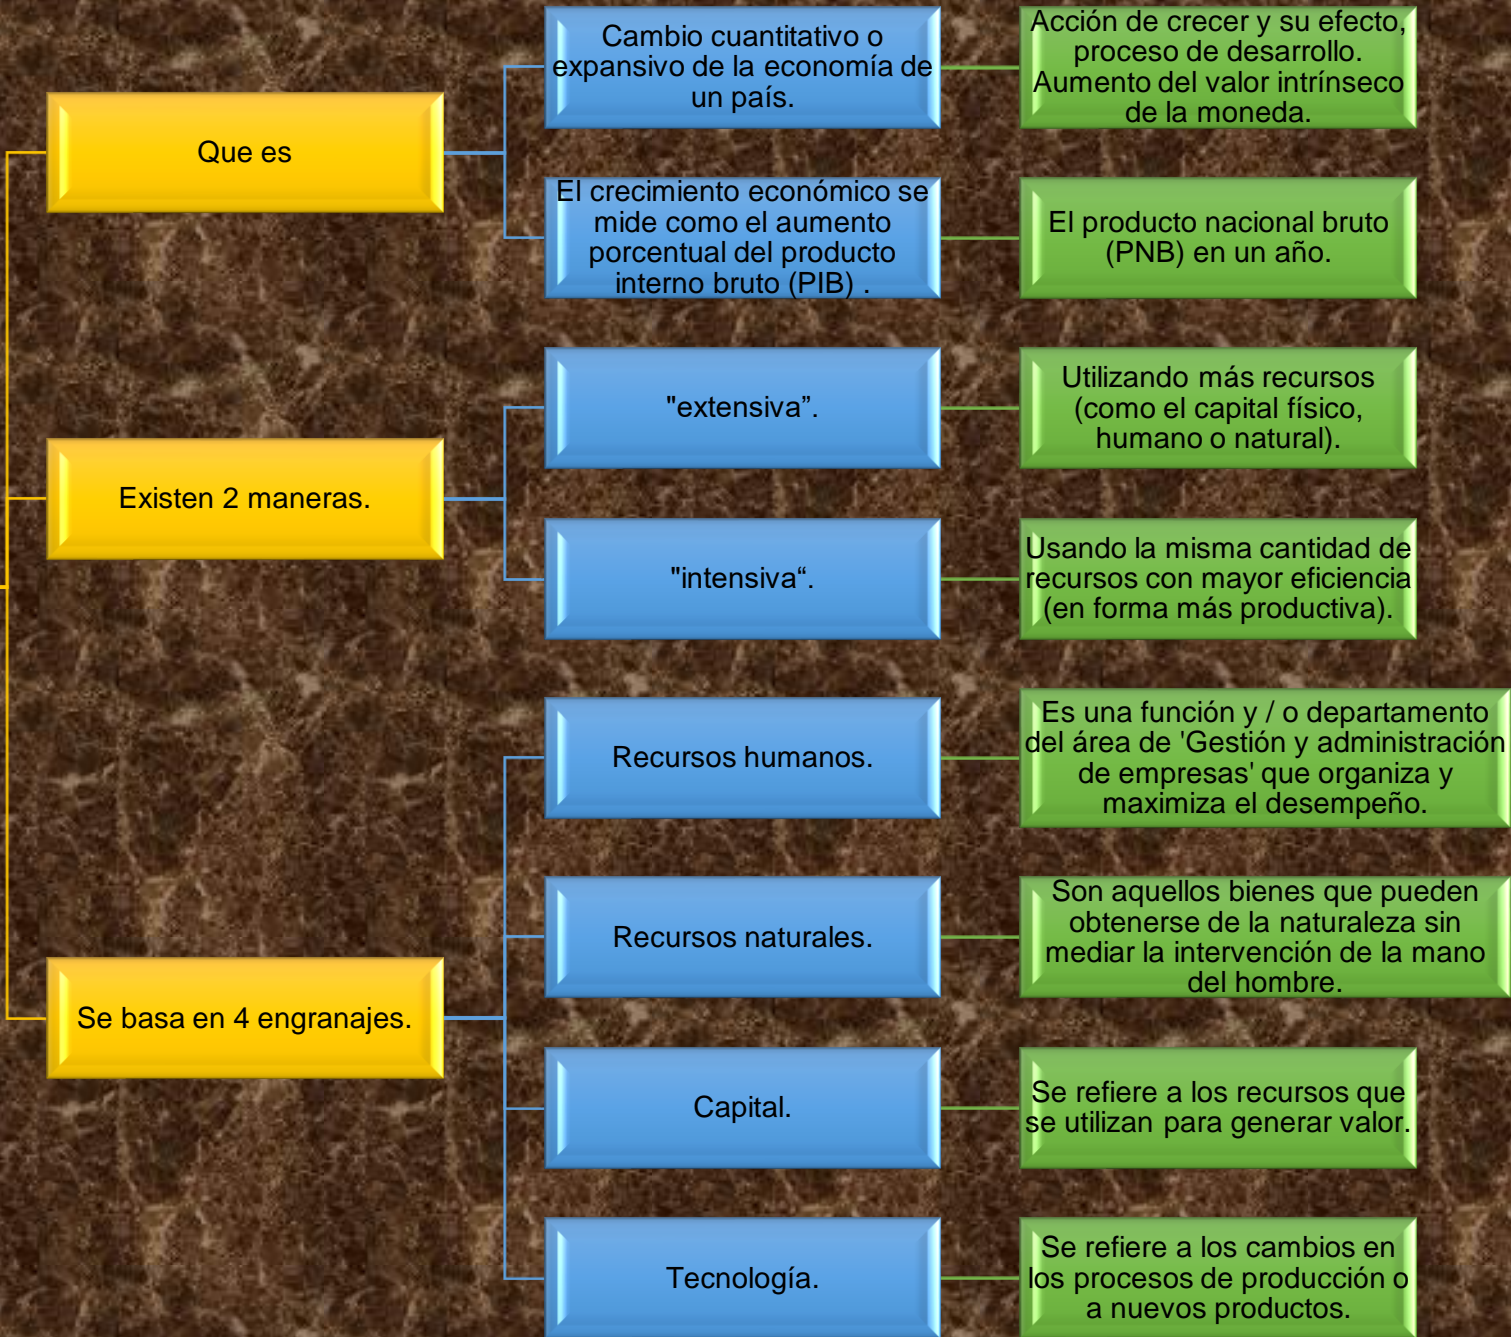 Que es
Cambio cuantitativo o
expansivo de la economía de
un país.
Acción de crecer y su efecto,
proceso de desarrollo.
Aumento del valor intrínseco
de la moneda.
El crecimiento económico se
mide como el aumento
porcentual del producto
interno bruto (PIB) .
El producto nacional bruto
(PNB) en un año.
Existen 2 maneras.
"extensiva”.
Utilizando más recursos
(como el capital físico,
humano o natural).
"intensiva“.
Usando la misma cantidad de
recursos con mayor eficiencia
(en forma más productiva).
Se basa en 4 engranajes.
Recursos humanos.
Es una función y / o departamento
del área de 'Gestión y administración
de empresas' que organiza y
maximiza el desempeño.
Recursos naturales.
Son aquellos bienes que pueden
obtenerse de la naturaleza sin
mediar la intervención de la mano
del hombre.
Capital.
Se refiere a los recursos que
se utilizan para generar valor.
Tecnología.
Se refiere a los cambios en
los procesos de producción o
a nuevos productos.